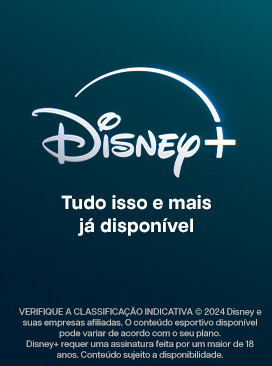 Disney+
Tudo isso e mais
já disponível
VERIFIQUE A CLASSIFICAÇÃO INDICATIVA © 2024 Disney e
suas empresas afiliadas. O conteúdo esportivo disponível
pode variar de acordo com o seu plano.
Disney+ requer uma assinatura feita por um maior de 18
anos. Conteúdo sujeito a disponibilidade.